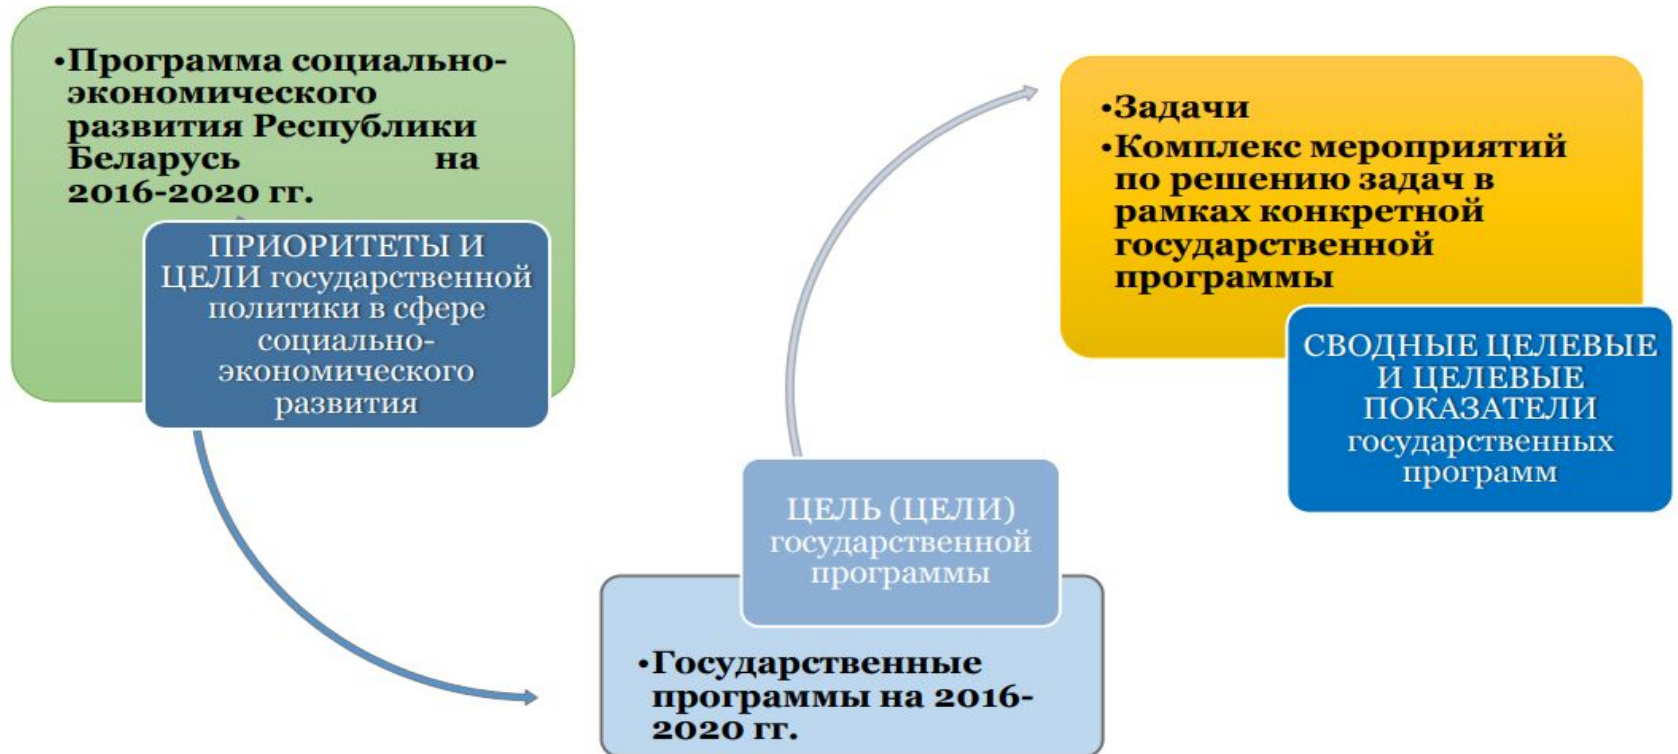 •Программа социально-
экономического
развития Республики
Беларусь на
2016-2020 гг.
ПРИОРИТЕТЫ И
ЦЕЛИ государственной
политики в сфере
социально-
экономического
развития
ЦЕЛЬ (ЦЕЛИ)
государственной
программы
•Государственные
программы на 2016-
2020 гг.
•Задачи
•Комплекс мероприятий
по решению задач в
рамках конкретной
государственной
программы
СВОДНЫЕ ЦЕЛЕВЫЕ
И ЦЕЛЕВЫЕ
ПОКАЗАТЕЛИ
государственных
программ